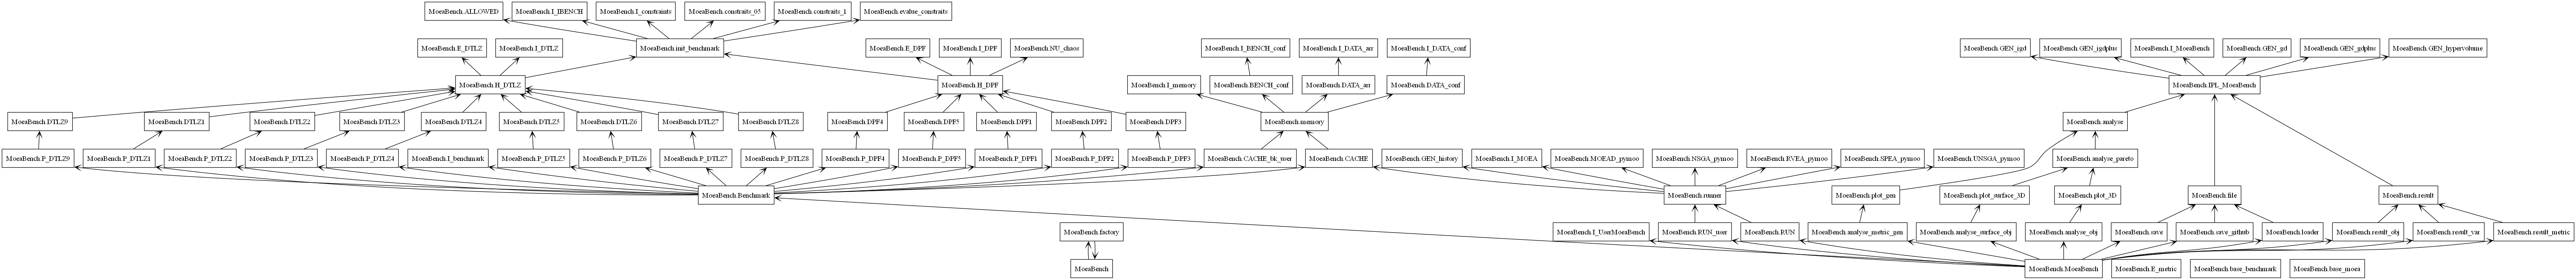 MoeaBench.ALLOWED
MoeaBench.I_IBENCH
MoeaBench.I_constraints
MoeaBench.constraits_05
MoeaBench.constraits_1
MoeaBench.evalue_constraits
MoeaBench.E_DTLZ
MoeaBench.I_DTLZ
MoeaBench.init_benchmark
MoeaBench.E_DPF
MoeaBench.I_DPF
MoeaBench.NU_chaos
MoeaBench.I_BENCH_conf
MoeaBench.I_DATA_arr
MoeaBench.I_DATA_conf
MoeaBench.GEN_igd
MoeaBench.GEN_igdplus
MoeaBench.I_MoeaBench
MoeaBench.GEN_gd
MoeaBench.GEN_gdplus
MoeaBench.GEN_hypervolume
MoeaBench.H_DTLZ
MoeaBench.H_DPF
MoeaBench.I_memory
MoeaBench.BENCH_conf
MoeaBench.DATA_arr
MoeaBench.DATA_conf
MoeaBench.IPL_MoeaBench
MoeaBench.DTLZ9
MoeaBench.DTLZ1
MoeaBench.DTLZ2
MoeaBench.DTLZ3
MoeaBench.DTLZ4
MoeaBench.DTLZ5
MoeaBench.DTLZ6
MoeaBench.DTLZ7
MoeaBench.DTLZ8
MoeaBench.DPF4
MoeaBench.DPF5
MoeaBench.DPF1
MoeaBench.DPF2
MoeaBench.DPF3
MoeaBench.memory
MoeaBench.analyse
MoeaBench.P_DTLZ9
MoeaBench.P_DTLZ1
MoeaBench.P_DTLZ2
MoeaBench.P_DTLZ3
MoeaBench.P_DTLZ4
MoeaBench.I_benchmark
MoeaBench.P_DTLZ5
MoeaBench.P_DTLZ6
MoeaBench.P_DTLZ7
MoeaBench.P_DTLZ8
MoeaBench.P_DPF4
MoeaBench.P_DPF5
MoeaBench.P_DPF1
MoeaBench.P_DPF2
MoeaBench.P_DPF3
MoeaBench.CACHE_bk_user
MoeaBench.CACHE
MoeaBench.GEN_history
MoeaBench.I_MOEA
MoeaBench.MOEAD_pymoo
MoeaBench.NSGA_pymoo
MoeaBench.RVEA_pymoo
MoeaBench.SPEA_pymoo
MoeaBench.UNSGA_pymoo
MoeaBench.analyse_pareto
MoeaBench.Benchmark
MoeaBench.runner
MoeaBench.plot_gen
MoeaBench.plot_surface_3D
MoeaBench.plot_3D
MoeaBench.file
MoeaBench.result
MoeaBench.factory
MoeaBench.I_UserMoeaBench
MoeaBench.RUN_user
MoeaBench.RUN
MoeaBench.analyse_metric_gen
MoeaBench.analyse_surface_obj
MoeaBench.analyse_obj
MoeaBench.save
MoeaBench.save_github
MoeaBench.loader
MoeaBench.result_obj
MoeaBench.result_var
MoeaBench.result_metric
MoeaBench
MoeaBench.MoeaBench
MoeaBench.E_metric
MoeaBench.base_benchmark
MoeaBench.base_moea